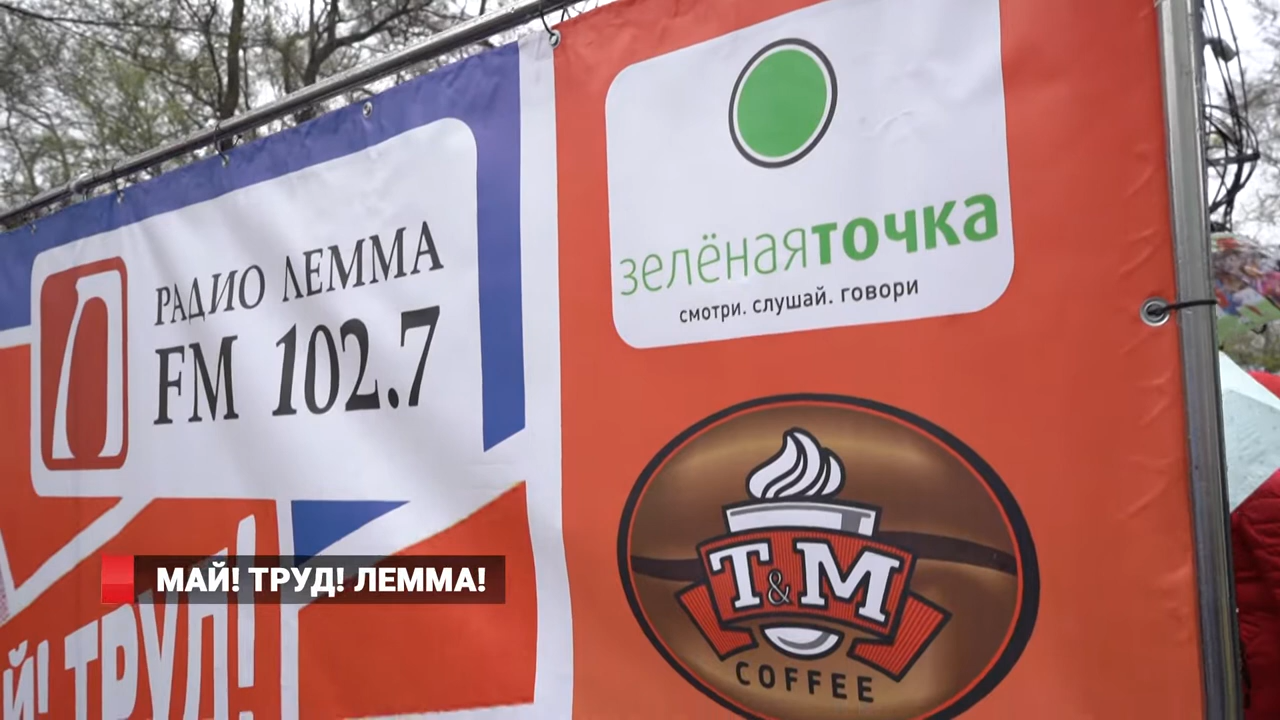 РАДИО ЛЕММА
FM 102.7
зелёнаяточка
смотри. слушай. говори
T&M
COFFEE
МАЙ! ТРУД! ЛЕММА!
Й! ТРУД!